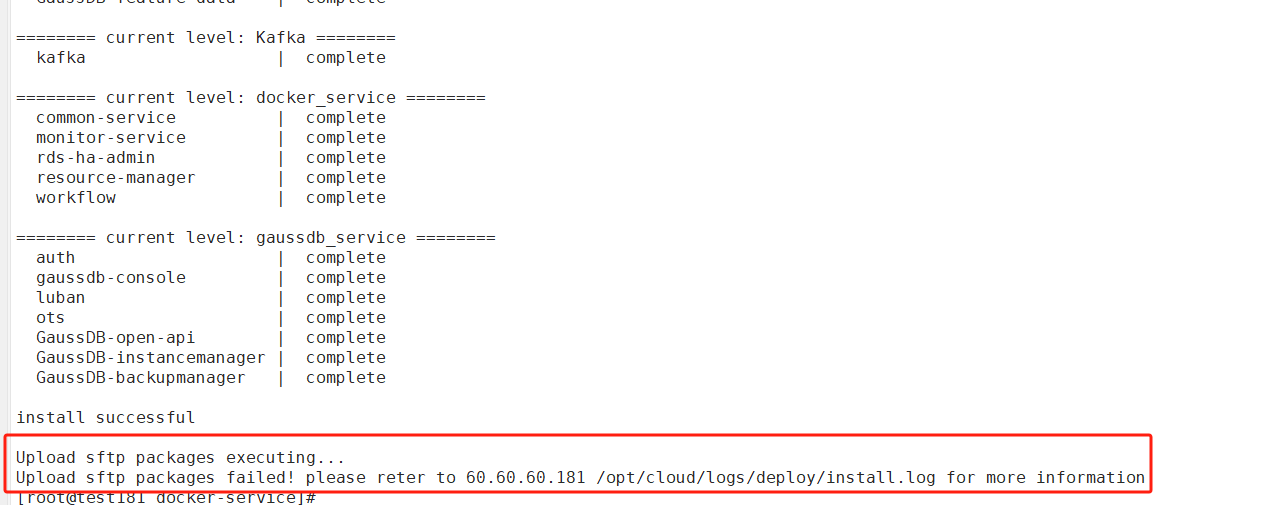 GaussDB-feature-data | complete
======== current level: Kafka ========
kafka | complete
======== current level: docker_service ========
common-service | complete
monitor-service | complete
rds-ha-admin | complete
resource-manager | complete
workflow | complete
======== current level: gaussdb_service ========
auth | complete
gaussdb-console | complete
luban | complete
ots | complete
GaussDB-open-api | complete
GaussDB-instancemanager | complete
GaussDB-backupmanager | complete
install successful
Upload sftp packages executing...
Upload sftp packages failed! please reter to 60.60.60.181 /opt/cloud/logs/deploy/install.log for more information
[root@test181 docker-service]#